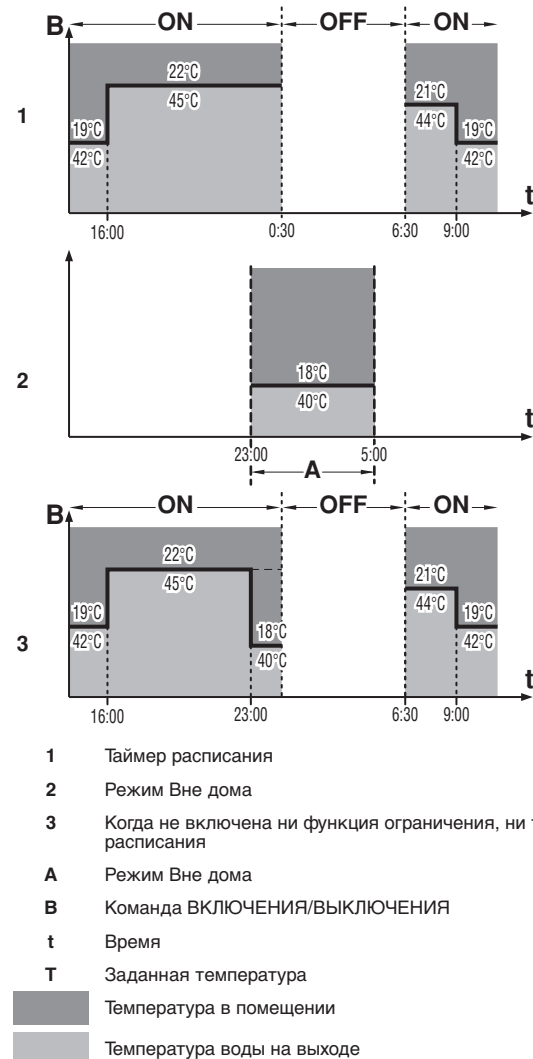 B ON OFF ON
22°C
45°C
21°C
44°C
19°C
42°C
19°C
42°C
1
t
16:00 0:30 6:30 9:00
2
18°C
40°C
t
23:00 5:00
A
B ON OFF ON
22°C
45°C
21°C
44°C
19°C
42°C
18°C
40°C
19°C
42°C
3
t
16:00 23:00 6:30 9:00
1 Таймер расписания
2 Режим Вне дома
3 Когда не включена ни функция ограничения, ни
расписания
A Режим Вне дома
B Команда ВКЛЮЧЕНИЯ/ВЫКЛЮЧЕНИЯ
t Время
T Заданная температура
Температура в помещении
Температура воды на выходе